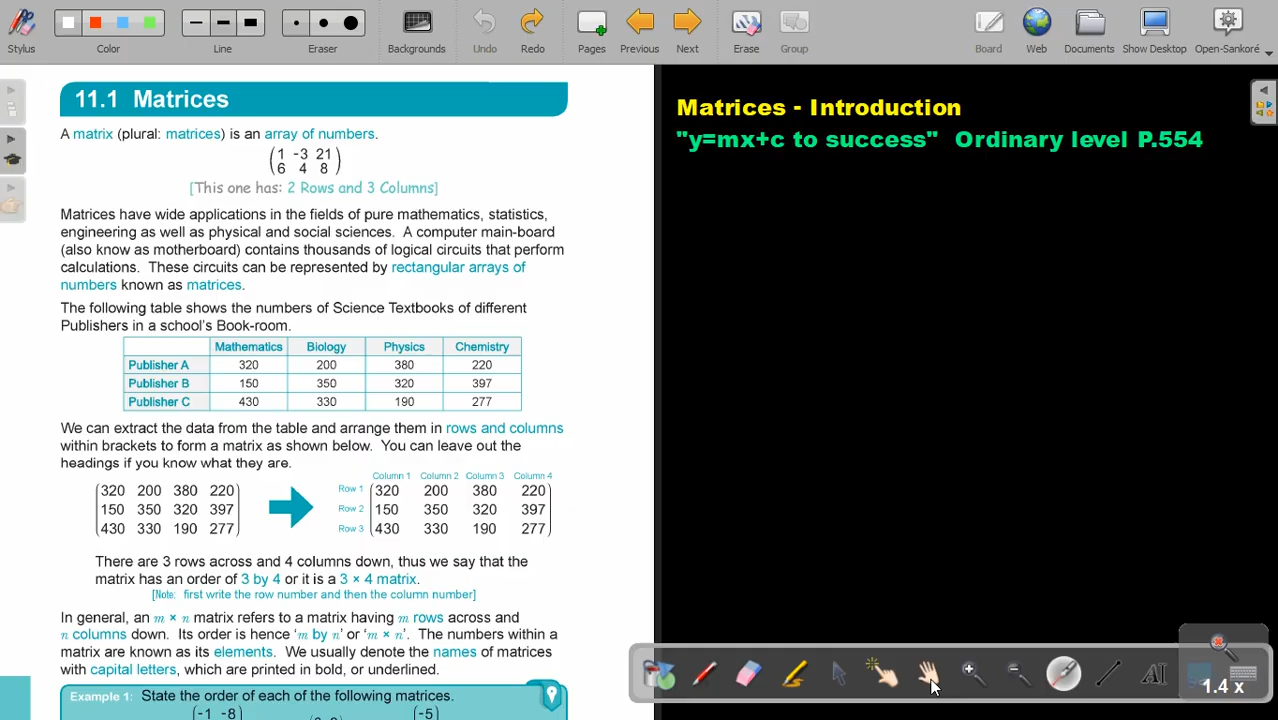 Stylus Color Line Eraser Backgrounds Undo Redo Pages Previous Next Erase Group Board Web Documents Show Desktop Open-Sankoré
11.1 Matrices
A matrix (plural: matrices) is an array of numbers.
1 -3 21
6 4 8
[This one has: 2 Rows and 3 Columns]
Matrices have wide applications in the fields of pure mathematics, statistics,
engineering as well as physical and social sciences. A computer main-board
(also know as motherboard) contains thousands of logical circuits that perform
calculations. These circuits can be represented by rectangular arrays of
numbers known as matrices.
The following table shows the numbers of Science Textbooks of different
Publishers in a school's Book-room.
Mathematics Biology Physics Chemistry
Publisher A 320 200 380 220
Publisher B 150 350 320 397
Publisher C 430 330 190 277
We can extract the data from the table and arrange them in rows and columns
within brackets to form a matrix as shown below. You can leave out the
headings if you know what they are.
Column 1 Column 2 Column 3 Column 4
320 200 380 220 Row 1 320 200 380 220
150 350 320 397 Row 2 150 350 320 397
430 330 190 277 Row 3 430 330 190 277
There are 3 rows across and 4 columns down, thus we say that the
matrix has an order of 3 by 4 or it is a 3 × 4 matrix.
[Note: first write the row number and then the column number]
In general, an m × n matrix refers to a matrix having m rows across and
n columns down. Its order is hence 'm by n' or 'm × n'. The numbers within a
matrix are known as its elements. We usually denote the names of matrices
with capital letters, which are printed in bold, or underlined.
Example 1: State the order of each of the following matrices.
(-1 -8) (-5)
Matrices - Introduction
"y=mx+c to success" Ordinary level P.554
1.4 x